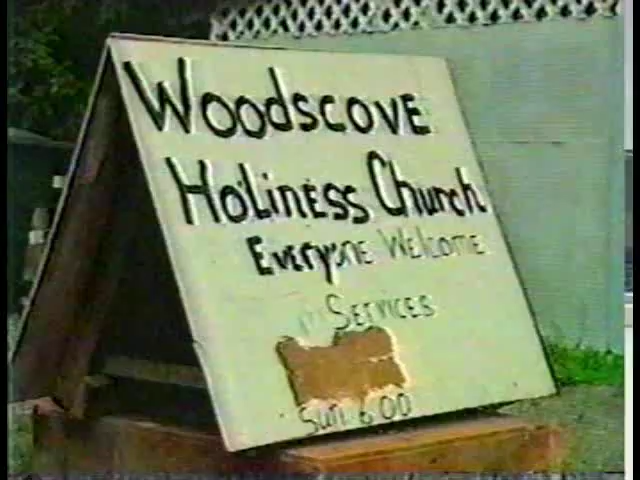 Woodscove
Holiness Church
Everyone Welcome
Services
Sun 6 00